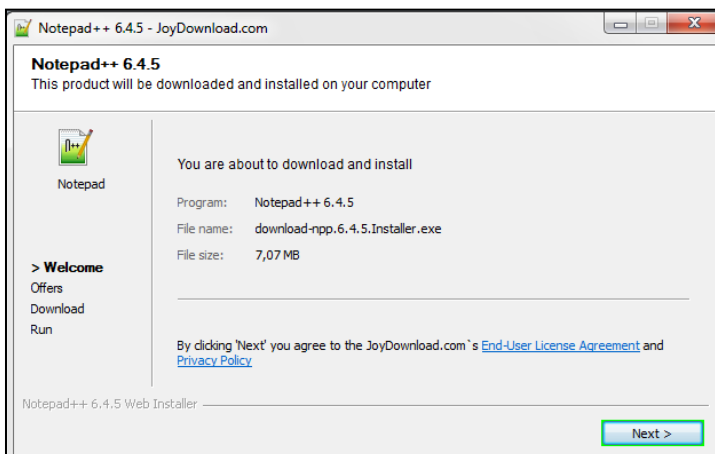 Notepad++ 6.4.5 - JoyDownload.com
Notepad++ 6.4.5
This product will be downloaded and installed on your computer
Notepad
You are about to download and install
Program: Notepad++ 6.4.5
File name: download-npp.6.4.5.Installer.exe
File size: 7,07 MB
> Welcome
Offers
Download
Run
By clicking 'Next' you agree to the JoyDownload.com`s End-User License Agreement and
Privacy Policy
Notepad++ 6.4.5 Web Installer
Next >